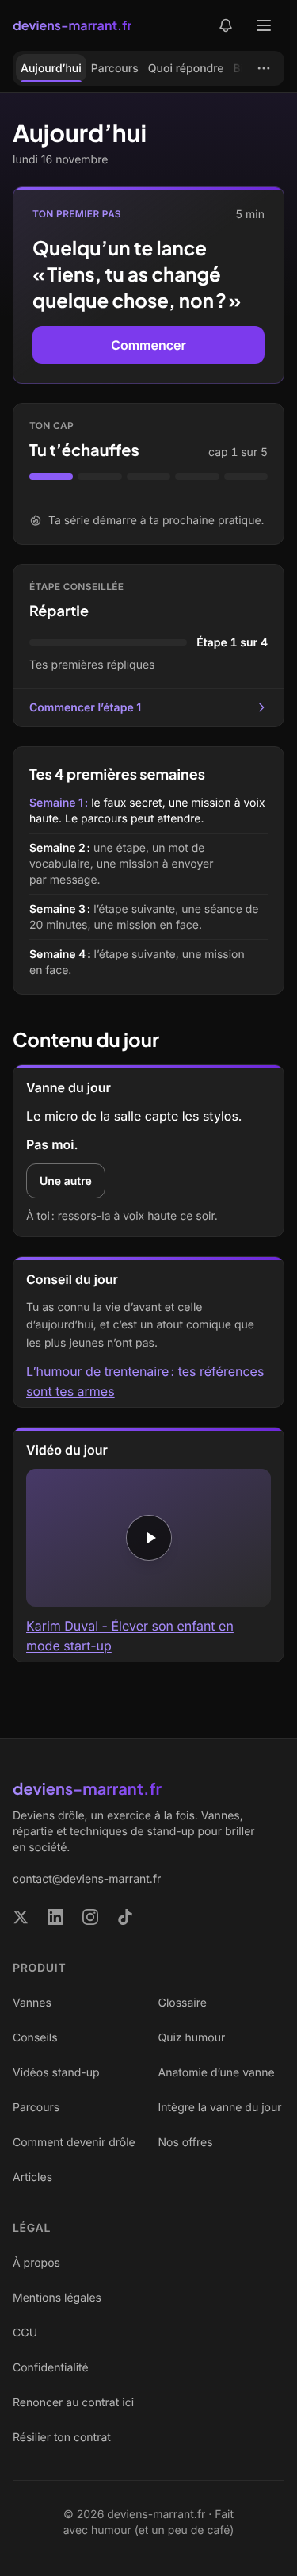 deviens-marrant.fr
Aujourd’hui Parcours Quoi répondre
Aujourd’hui
lundi 16 novembre
TON PREMIER PAS 5 min
Quelqu’un te lance
« Tiens, tu as changé
quelque chose, non ? »
Commencer
TON CAP
Tu t’échauffes cap 1 sur 5
Ta série démarre à ta prochaine pratique.
ÉTAPE CONSEILLÉE
Répartie
Étape 1 sur 4
Tes premières répliques
Commencer l’étape 1
Tes 4 premières semaines
Semaine 1 : le faux secret, une mission à voix
haute. Le parcours peut attendre.
Semaine 2 : une étape, un mot de
vocabulaire, une mission à envoyer
par message.
Semaine 3 : l’étape suivante, une séance de
20 minutes, une mission en face.
Semaine 4 : l’étape suivante, une mission
en face.
Contenu du jour
Vanne du jour
Le micro de la salle capte les stylos.
Pas moi.
Une autre
À toi : ressors-la à voix haute ce soir.
Conseil du jour
Tu as connu la vie d’avant et celle
d’aujourd’hui, et c’est un atout comique que
les plus jeunes n’ont pas.
L’humour de trentenaire : tes références
sont tes armes
Vidéo du jour
Karim Duval - Élever son enfant en
mode start-up
deviens-marrant.fr
Deviens drôle, un exercice à la fois. Vannes,
répartie et techniques de stand-up pour briller
en société.
contact@deviens-marrant.fr
PRODUIT
Vannes Glossaire
Conseils Quiz humour
Vidéos stand-up Anatomie d’une vanne
Parcours Intègre la vanne du jour
Comment devenir drôle Nos offres
Articles
LÉGAL
À propos
Mentions légales
CGU
Confidentialité
Renoncer au contrat ici
Résilier ton contrat
© 2026 deviens-marrant.fr · Fait
avec humour (et un peu de café)